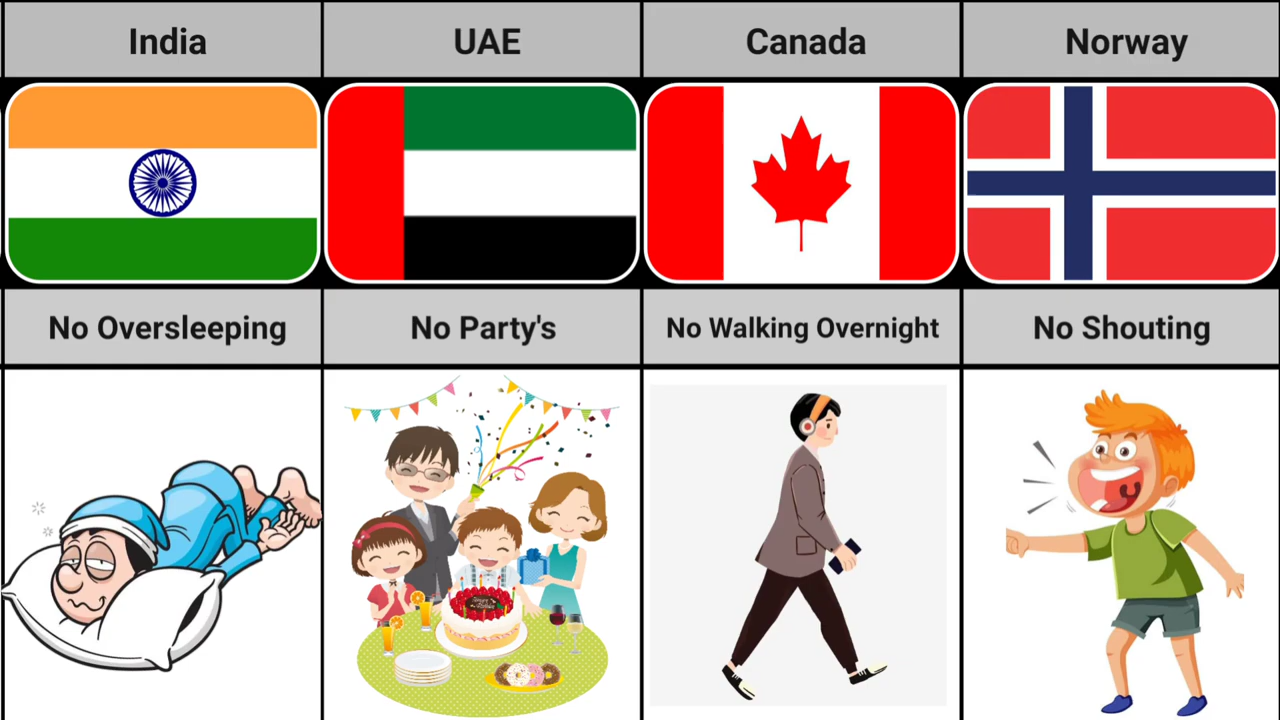 India
UAE
Canada
Norway
No Oversleeping
No Party's
No Walking Overnight
No Shouting